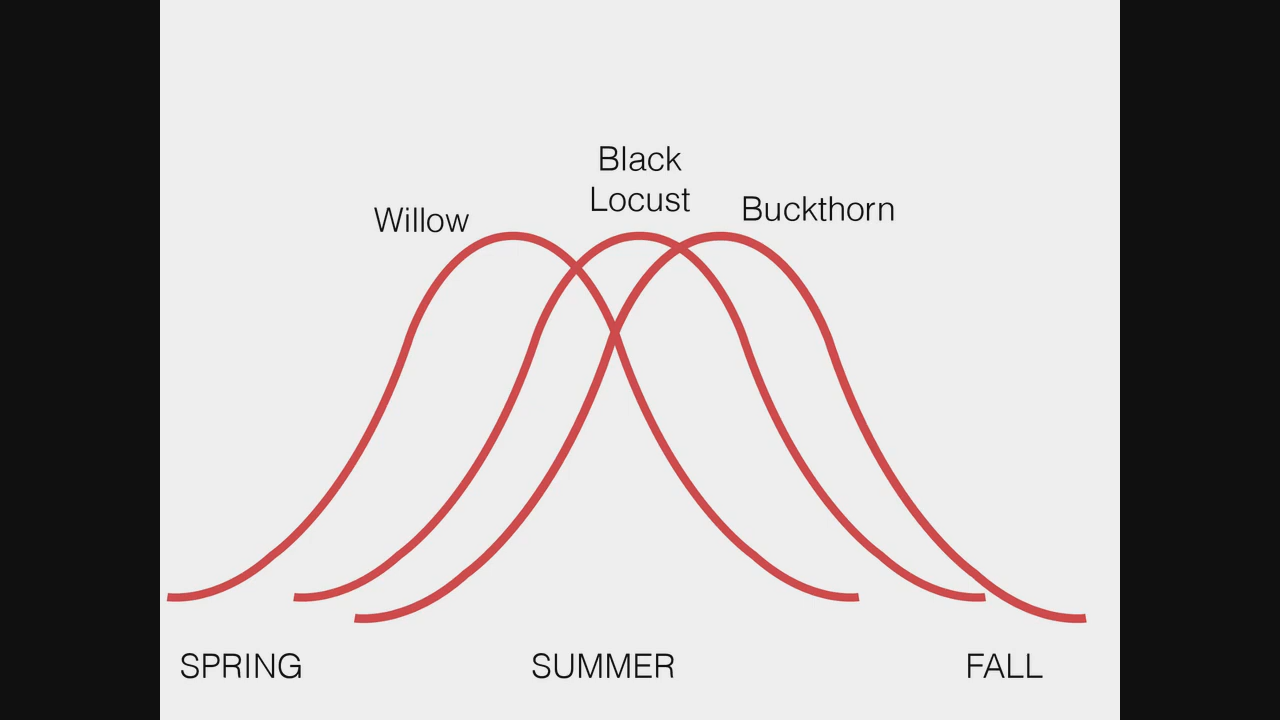 Black
Locust
Willow
Buckthorn
SPRING
SUMMER
FALL